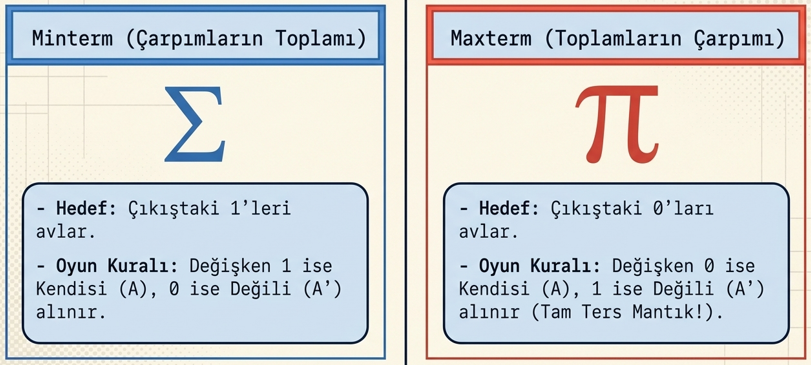 Minterm (Çarpımların Toplamı)
Σ
- Hedef: Çıkıştaki 1’leri
avlar.
- Oyun Kuralı: Değişken 1 ise
Kendisi (A), 0 ise Değili (A’)
alınır.
Maxterm (Toplamların Çarpımı)
π
- Hedef: Çıkıştaki 0’ları
avlar.
- Oyun Kuralı: Değişken 0 ise
Kendisi (A), 1 ise Değili (A’)
alınır (Tam Ters Mantık!).